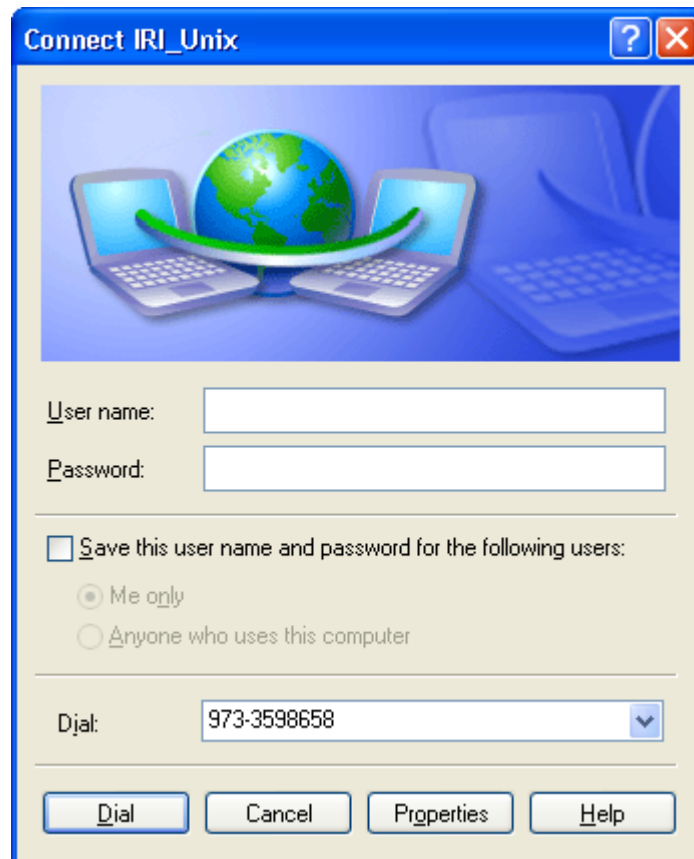 Connect IRI_Unix
User name:
Password:
Save this user name and password for the following users:
Me only
Anyone who uses this computer
Dial:
973-3598658
Dial
Cancel
Properties
Help